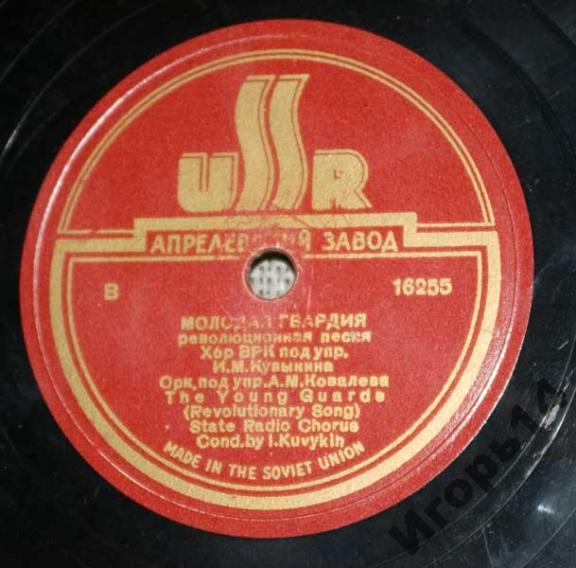 USSR
АПРЕЛЕВСКИЙ ЗАВОД
В 16255
МОЛОДАЯ ГВАРДИЯ
революционная песня
Хор ВРК под упр.
И.М.Кувыкина
Орк. под упр. А.М.Ковалева
The Young Guards
(Revolutionary Song)
State Radio Chorus
Cond. by I. Kuvykin
MADE IN THE SOVIET UNION
Игорь14